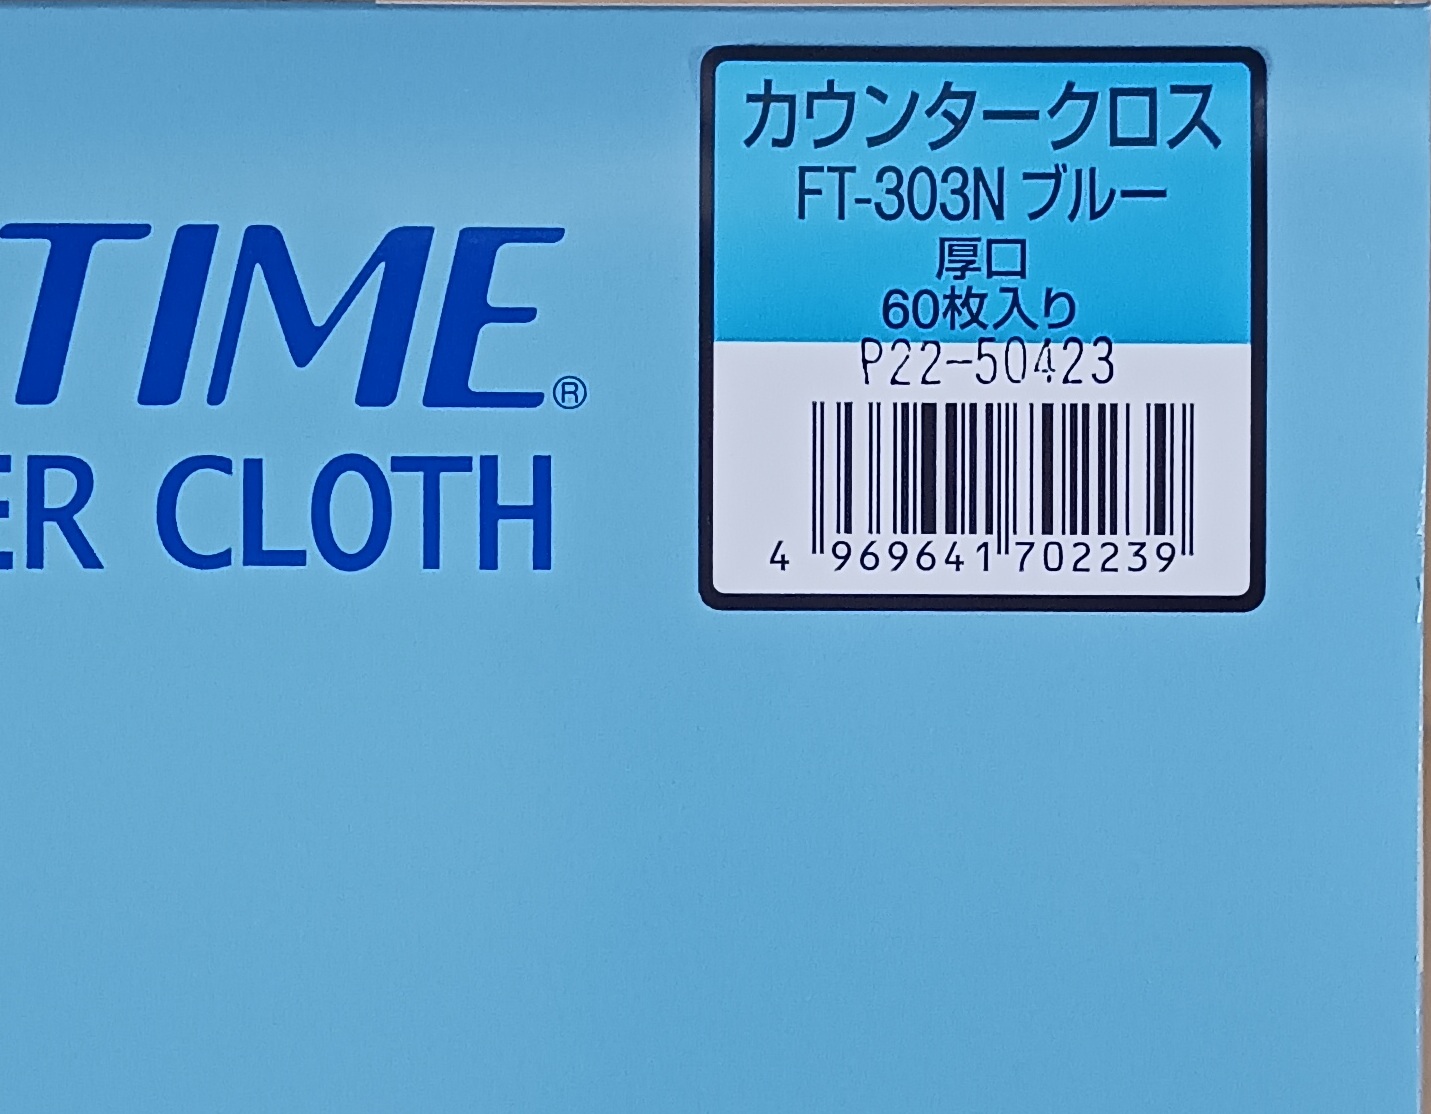 TIME®
ER CLOTH
カウンタークロス
FT-303N ブルー
厚口
60枚入り
P22-50423
4 969641 702239